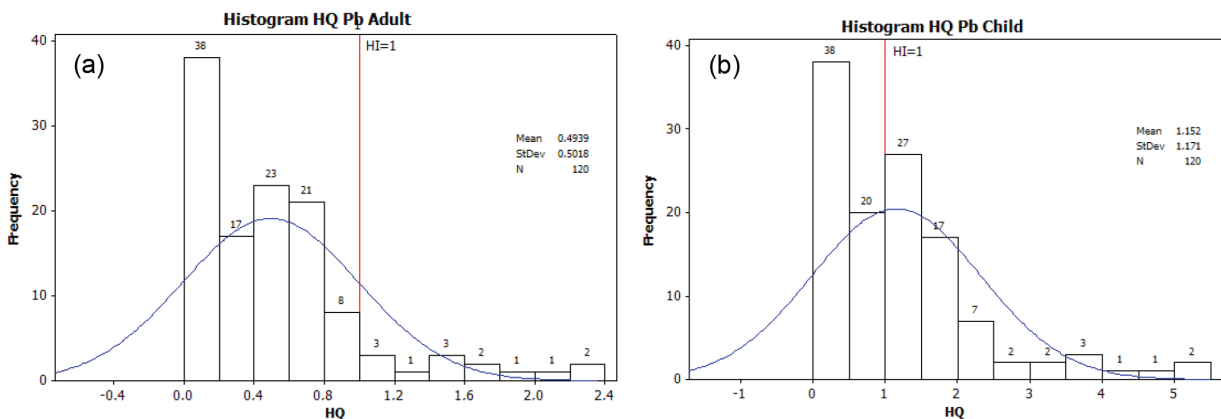 Histogram HQ Pb Adult
(a)
HI=1
Mean 0.4939
StDev 0.5018
N 120
38
17
23
21
8
3
1
3
2
1
1
2
Frequency
40
30
20
10
0
-0.4 0.0 0.4 0.8 1.2 1.6 2.0 2.4
HQ
Histogram HQ Pb Child
(b)
HI=1
Mean 1.152
StDev 1.171
N 120
38
20
27
17
7
2
2
3
1
1
2
Frequency
40
30
20
10
0
-1 0 1 2 3 4 5
HQ